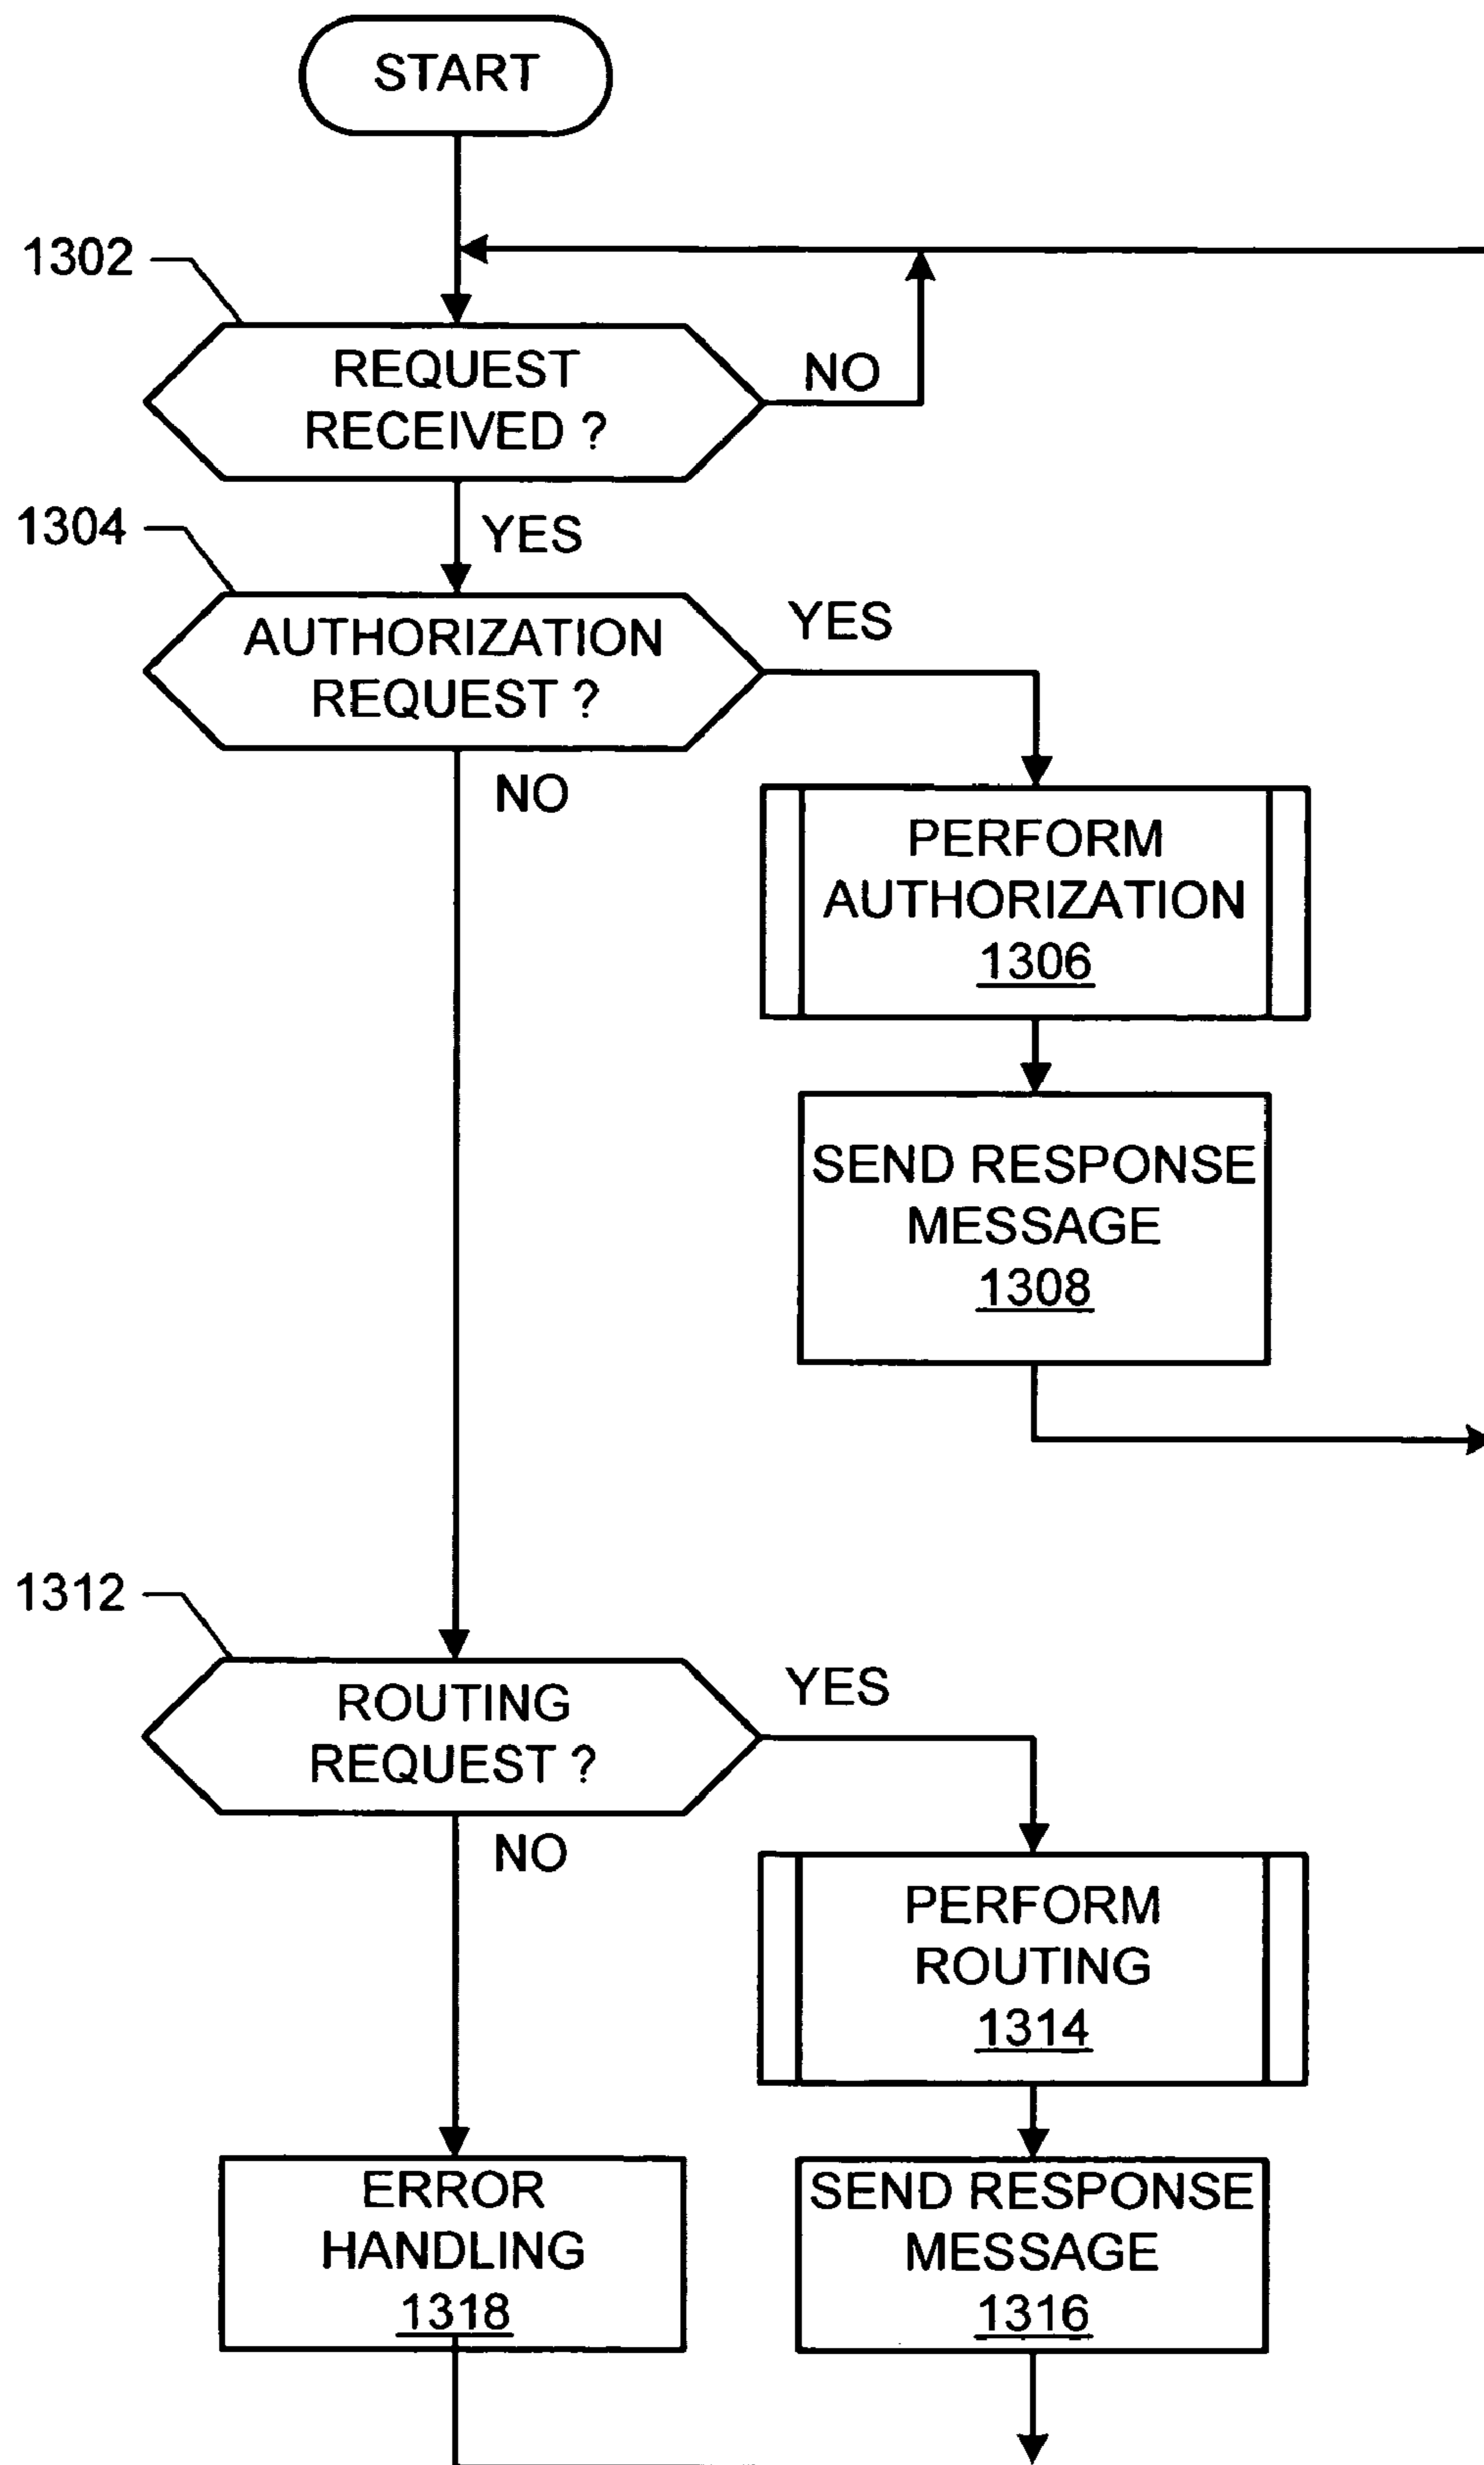 START
1302
REQUEST
RECEIVED ?
NO
1304
YES
AUTHORIZATION
REQUEST ?
YES
NO
PERFORM
AUTHORIZATION
1306
SEND RESPONSE
MESSAGE
1308
1312
ROUTING
REQUEST ?
YES
NO
PERFORM
ROUTING
1314
ERROR
HANDLING
1318
SEND RESPONSE
MESSAGE
1316